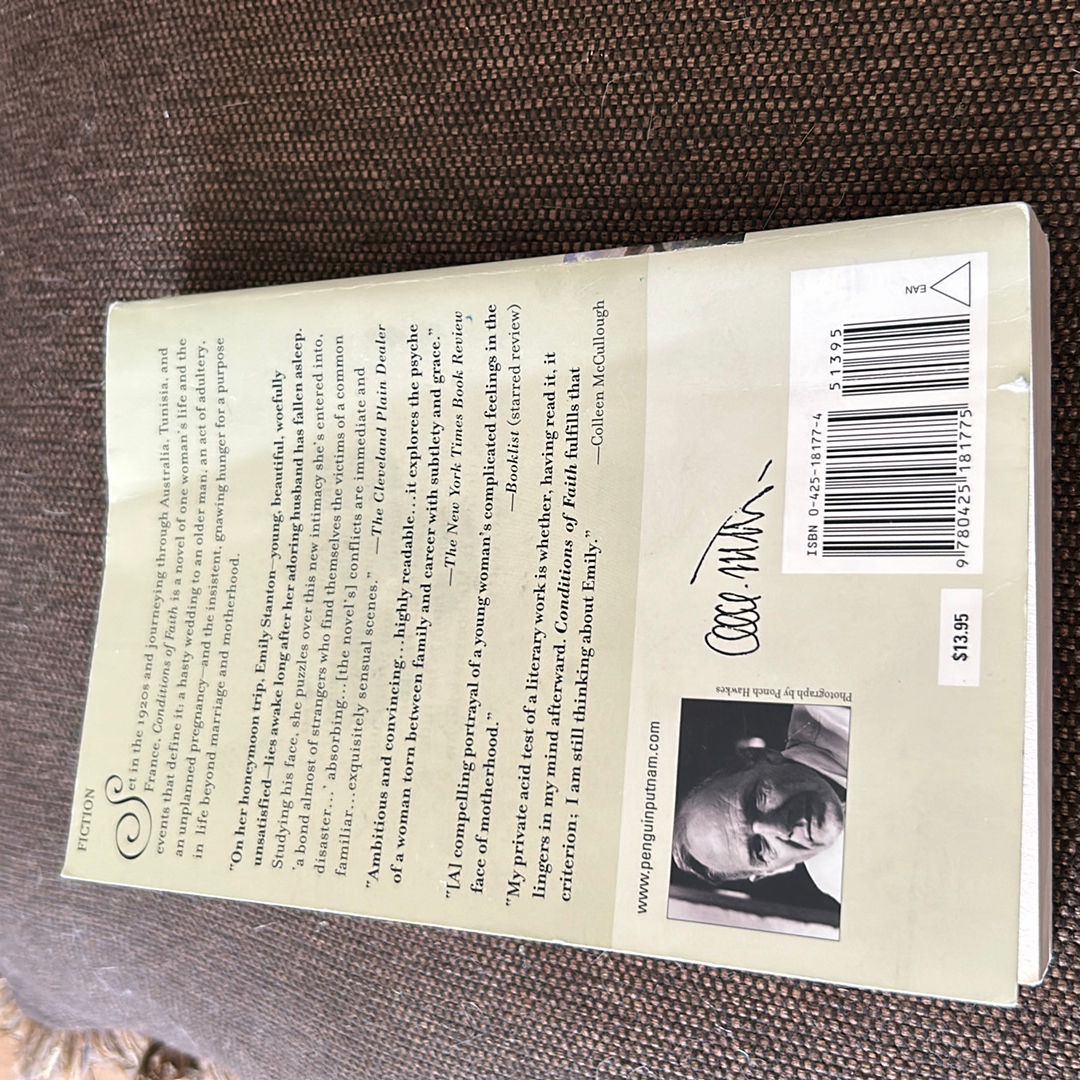 FICTION
Set in the 1920s and journeying through Australia, Tunisia, and
France, Conditions of Faith is a novel of one woman's life and the
events that define it: a hasty wedding to an older man, an act of adultery,
an unplanned pregnancy—and the insistent, gnawing hunger for a purpose
in life beyond marriage and motherhood.
"On her honeymoon trip, Emily Stanton—young, beautiful, woefully
unsatisfied—lies awake long after her adoring husband has fallen asleep.
Studying his face, she puzzles over this new intimacy she's entered into,
'a bond almost of strangers who find themselves the victims of a common
disaster...' absorbing...[the novel's] conflicts are immediate and
familiar...exquisitely sensual scenes." —The Cleveland Plain Dealer
"Ambitious and convincing...highly readable...it explores the psyche
of a woman torn between family and career with subtlety and grace."
—The New York Times Book Review
"[A] compelling portrayal of a young woman's complicated feelings in the
face of motherhood." —Booklist (starred review)
"My private acid test of a literary work is whether, having read it, it
lingers in my mind afterward. Conditions of Faith fulfills that
criterion; I am still thinking about Emily." —Colleen McCullough
www.penguinputnam.com
Photograph by Ponch Hawkes
$13.95
ISBN 0-425-18177-4
51395
9780425181775
EAN